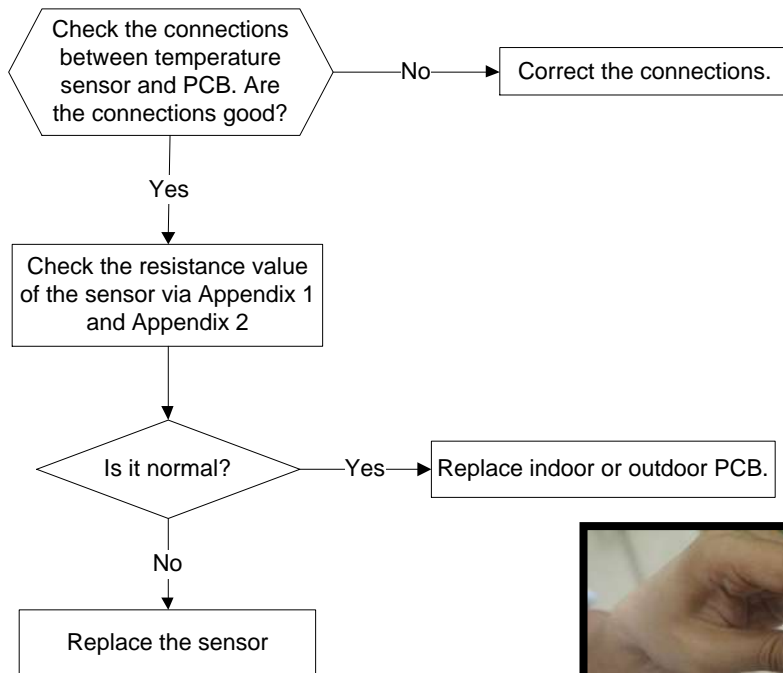 Check the connections
between temperature
sensor and PCB. Are
the connections good?
No
Correct the connections.
Yes
Check the resistance value
of the sensor via Appendix 1
and Appendix 2
Is it normal?
Yes
Replace indoor or outdoor PCB.
No
Replace the sensor